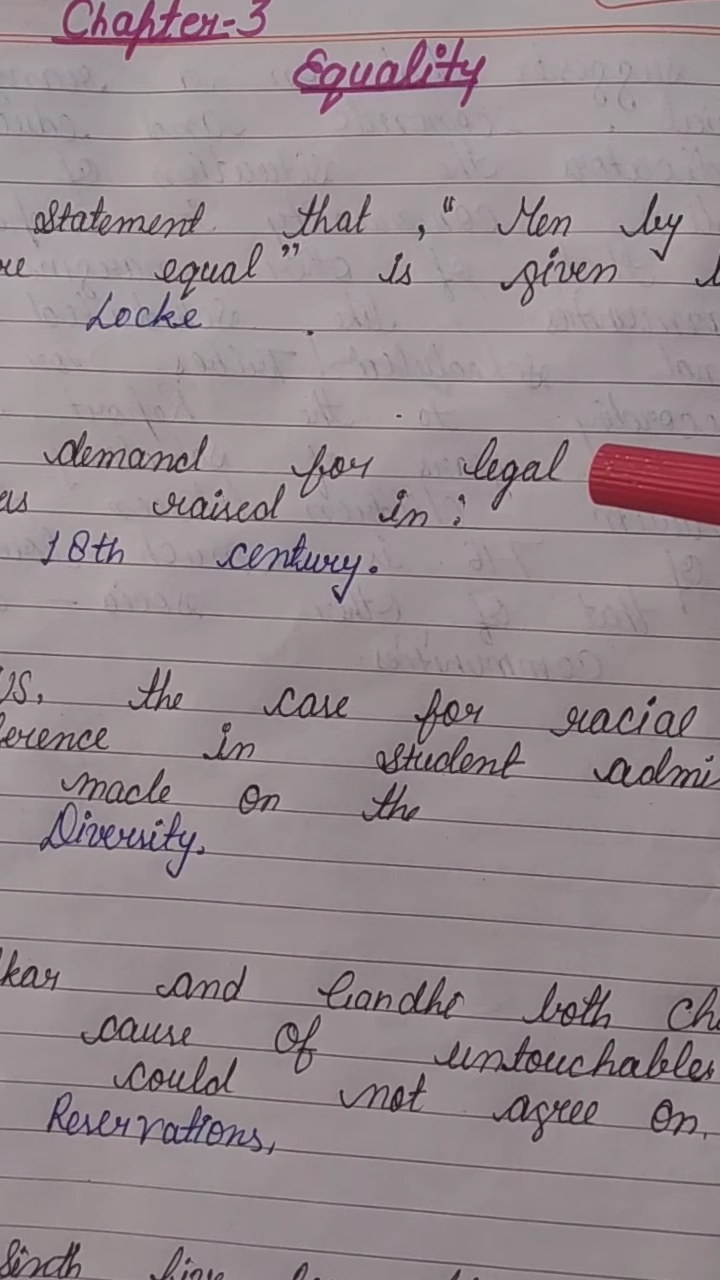 Chapter-3
Equality
statement that, " Men by
re equal" is given
Locke
demand for legal
as raised in:
18th century.
US, the case for racial
erence in student admi
made on the
Diversity.
kar and Gandhi both Ch
cause of untouchables
could not agree on,
Reservations,